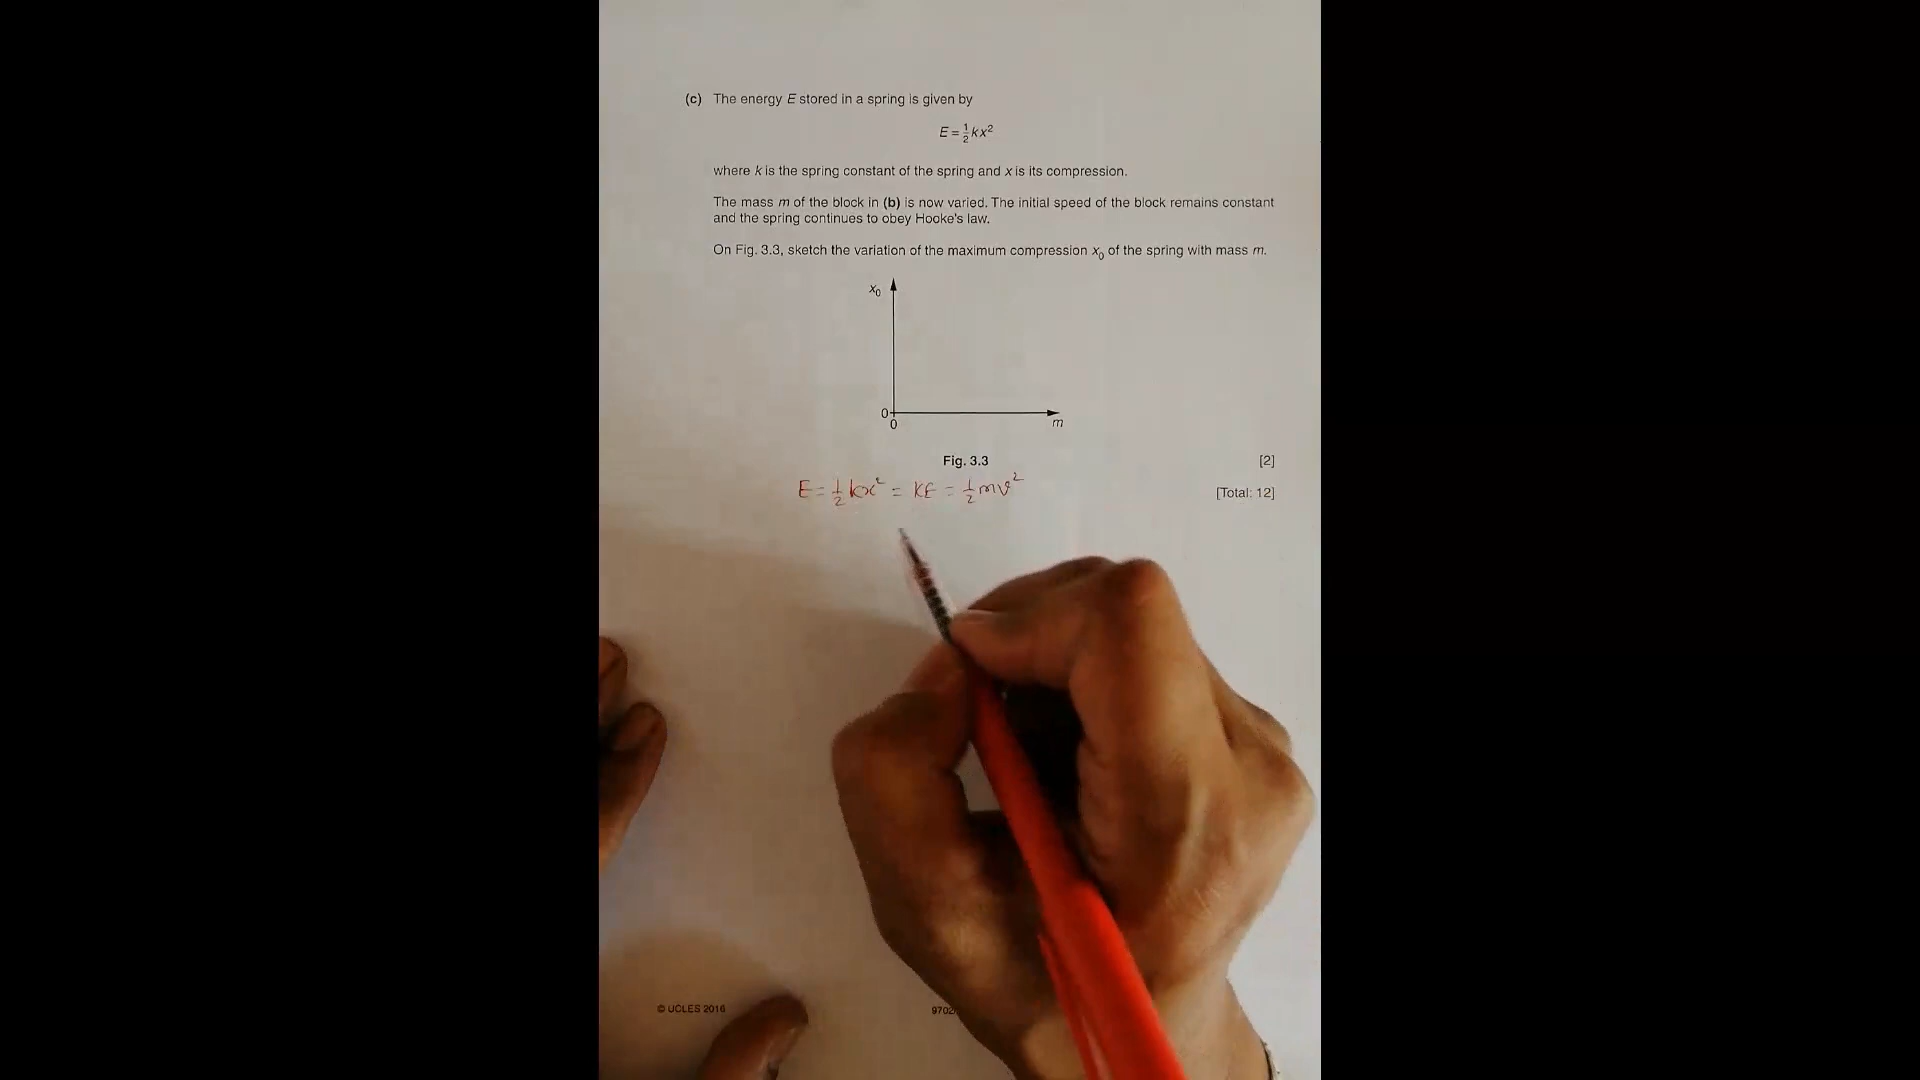 (c) The energy E stored in a spring is given by
E = ½kx²
where k is the spring constant of the spring and x is its compression.
The mass m of the block in (b) is now varied. The initial speed of the block remains constant
and the spring continues to obey Hooke's law.
On Fig. 3.3, sketch the variation of the maximum compression x₀ of the spring with mass m.
x₀
0
0
m
Fig. 3.3
[2]
E = ½kx² = KE = ½mv²
[Total: 12]
© UCLES 2016
9702